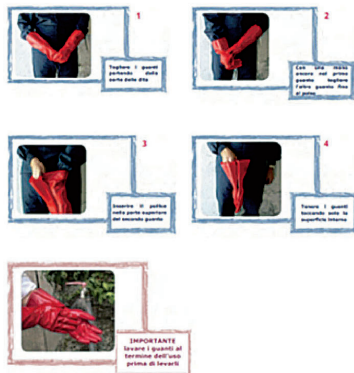 1
Togliere i guanti
partendo dalla
parte delle dita
2
Con una mano
ancora nel primo
guanto togliere
l'altro guanto fino
al polso
3
Inserire il pollice
nella parte superiore
del secondo guanto
4
Tenere i guanti
toccando solo la
superficie interna
IMPORTANTE
lavare i guanti al
termine dell'uso
prima di levarli